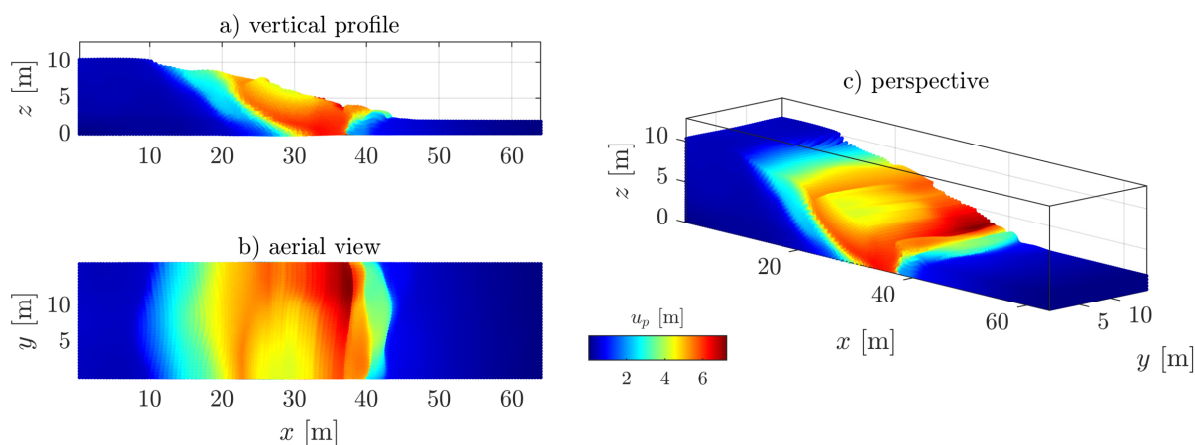 a) vertical profile
z [m]
10
5
0
10 20 30 40 50 60
b) aerial view
y [m]
10
5
10 20 30 40 50 60
x [m]
c) perspective
z [m]
10
5
0
20
40
60
x [m]
5
10
y [m]
u_p [m]
2 4 6